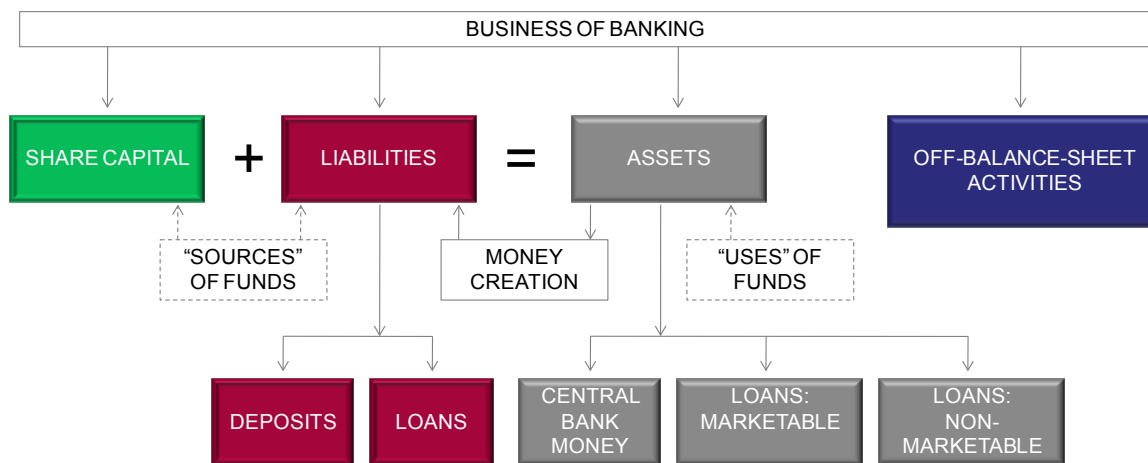 BUSINESS OF BANKING
SHARE CAPITAL
+
LIABILITIES
=
ASSETS
OFF-BALANCE-SHEET
ACTIVITIES
“SOURCES”
OF FUNDS
MONEY
CREATION
“USES” OF
FUNDS
DEPOSITS
LOANS
CENTRAL
BANK
MONEY
LOANS:
MARKETABLE
LOANS:
NON-
MARKETABLE